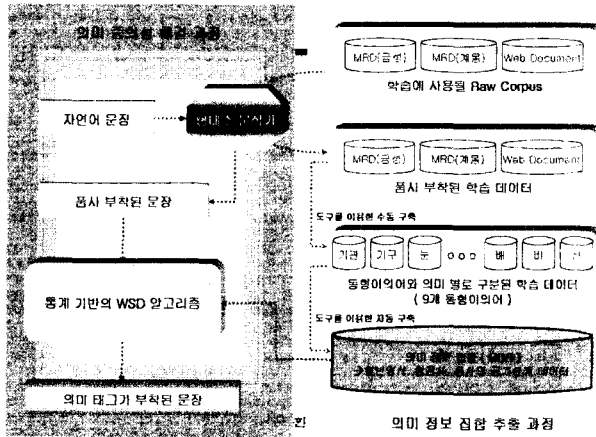 의미 중의성 해결 과정
자연어 문장
품사 부착된 문장
통계 기반의 WSD 알고리즘
의미 태그가 부착된 문장
MRD(금성) MRD(계몽) Web Document
학습에 사용될 Raw Corpus
MRD(금성) MRD(계몽) Web Document
품사 부착된 학습 데이터
도구를 이용한 수동 구축
기관 기구 눈 o o o 배 비 신
동형이의어와 의미 별로 구분된 학습 데이터
( 9개 동형이의어 )
도구를 이용한 자동 구축
의미 정보 집합 추출 과정